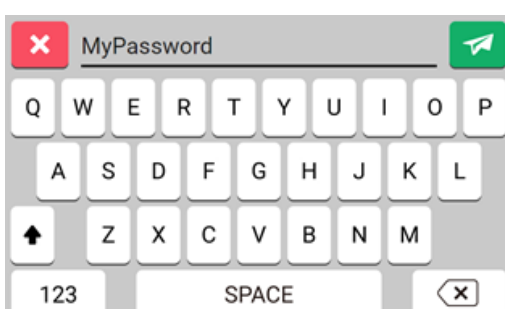 MyPassword
Q W E R T Y U I O P
A S D F G H J K L
Z X C V B N M
123 SPACE